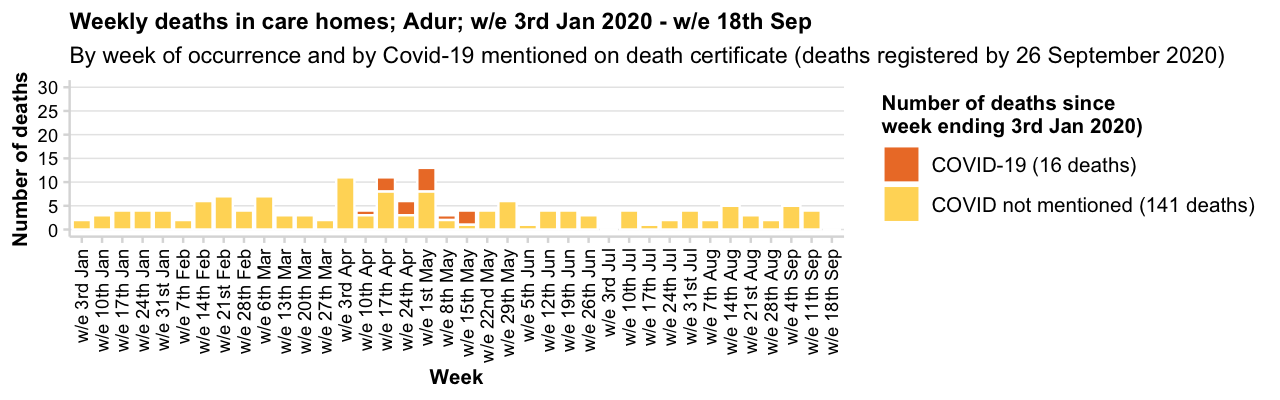 Weekly deaths in care homes; Adur; w/e 3rd Jan 2020 - w/e 18th Sep
By week of occurrence and by Covid-19 mentioned on death certificate (deaths registered by 26 September 2020)
Number of deaths
30
25
20
15
10
5
0
w/e 3rd Jan
w/e 10th Jan
w/e 17th Jan
w/e 24th Jan
w/e 31st Jan
w/e 7th Feb
w/e 14th Feb
w/e 21st Feb
w/e 28th Feb
w/e 6th Mar
w/e 13th Mar
w/e 20th Mar
w/e 27th Mar
w/e 3rd Apr
w/e 10th Apr
w/e 17th Apr
w/e 24th Apr
w/e 1st May
w/e 8th May
w/e 15th May
w/e 22nd May
w/e 29th May
w/e 5th Jun
w/e 12th Jun
w/e 19th Jun
w/e 26th Jun
w/e 3rd Jul
w/e 10th Jul
w/e 17th Jul
w/e 24th Jul
w/e 31st Jul
w/e 7th Aug
w/e 14th Aug
w/e 21st Aug
w/e 28th Aug
w/e 4th Sep
w/e 11th Sep
w/e 18th Sep
Week
Number of deaths since
week ending 3rd Jan 2020)
COVID-19 (16 deaths)
COVID not mentioned (141 deaths)